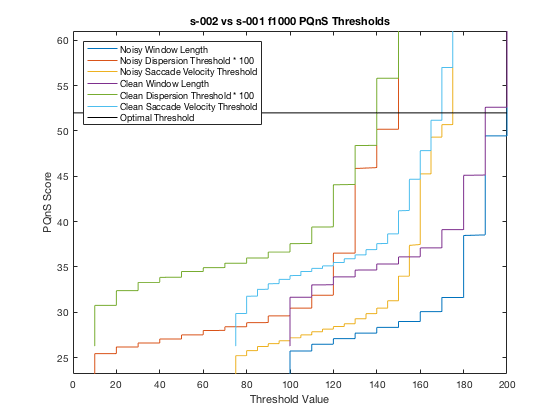 s-002 vs s-001 f1000 PQnS Thresholds
Noisy Window Length
Noisy Dispersion Threshold * 100
Noisy Saccade Velocity Threshold
Clean Window Length
Clean Dispersion Threshold * 100
Clean Saccade Velocity Threshold
Optimal Threshold
PQnS Score
60
55
50
45
40
35
30
25
0 20 40 60 80 100 120 140 160 180 200
Threshold Value